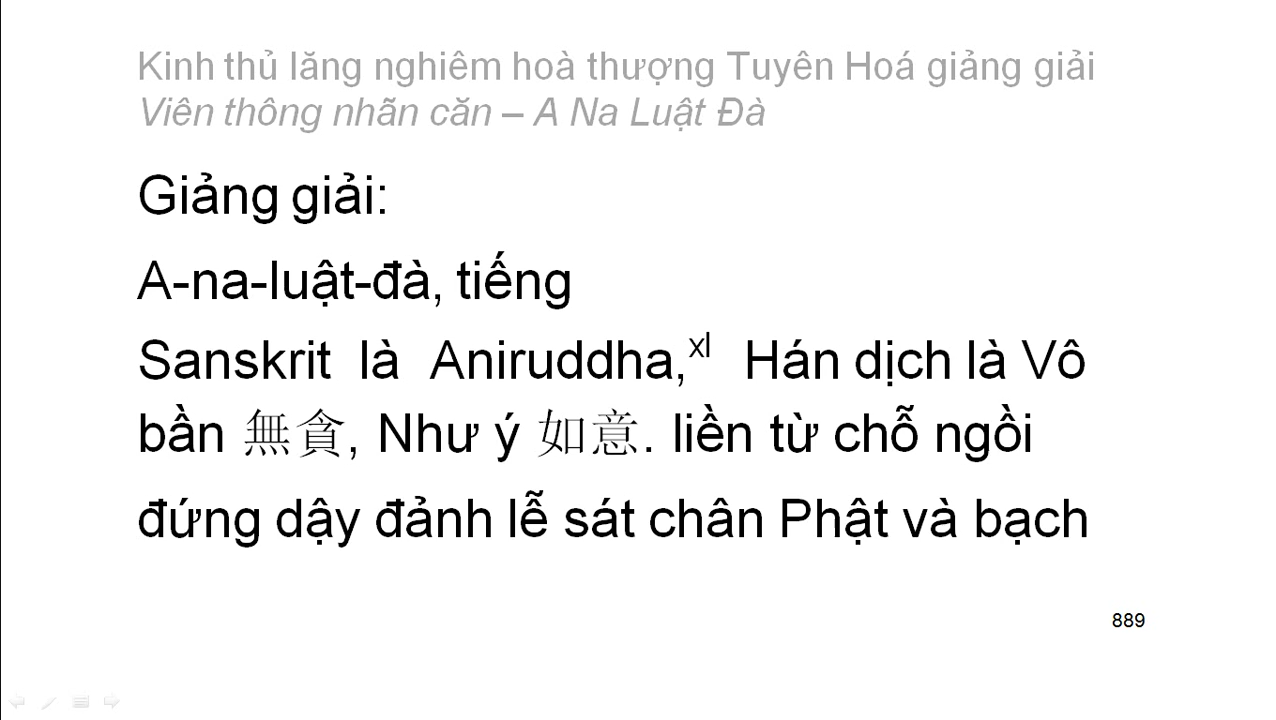 Kinh thủ lăng nghiêm hoà thượng Tuyên Hoá giảng giải
Viên thông nhãn căn – A Na Luật Đà
Giảng giải:
A-na-luật-đà, tiếng
Sanskrit là Aniruddha,xl Hán dịch là Vô
bần 無貪, Như ý 如意. liền từ chỗ ngồi
đứng dậy đảnh lễ sát chân Phật và bạch
889